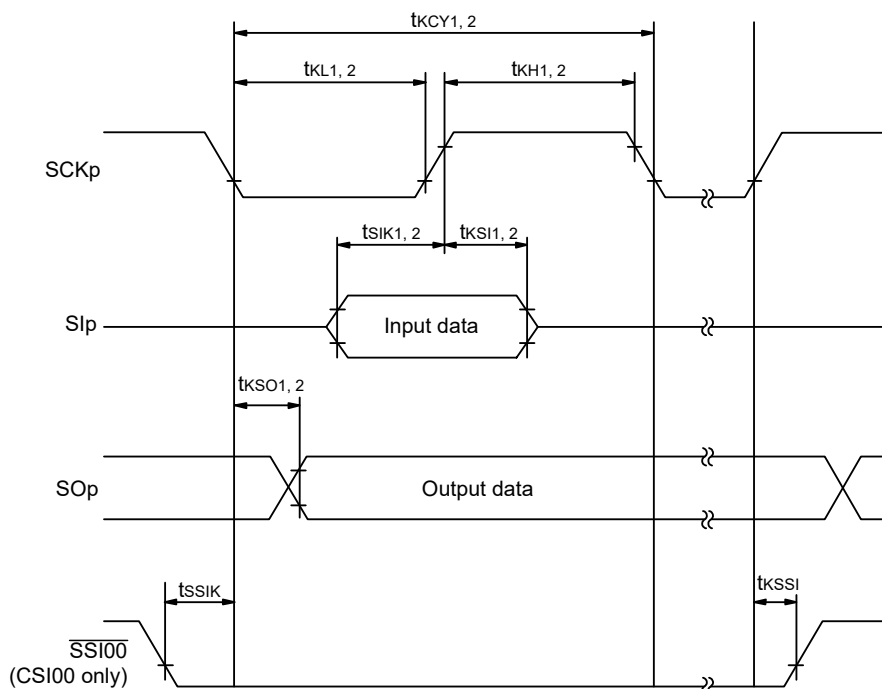 tKCY1, 2
tKL1, 2
tKH1, 2
SCKp
tSIK1, 2
tKSI1, 2
SIp
Input data
tKSO1, 2
SOp
Output data
tSSIK
tKSSI
SSI00
(CSI00 only)